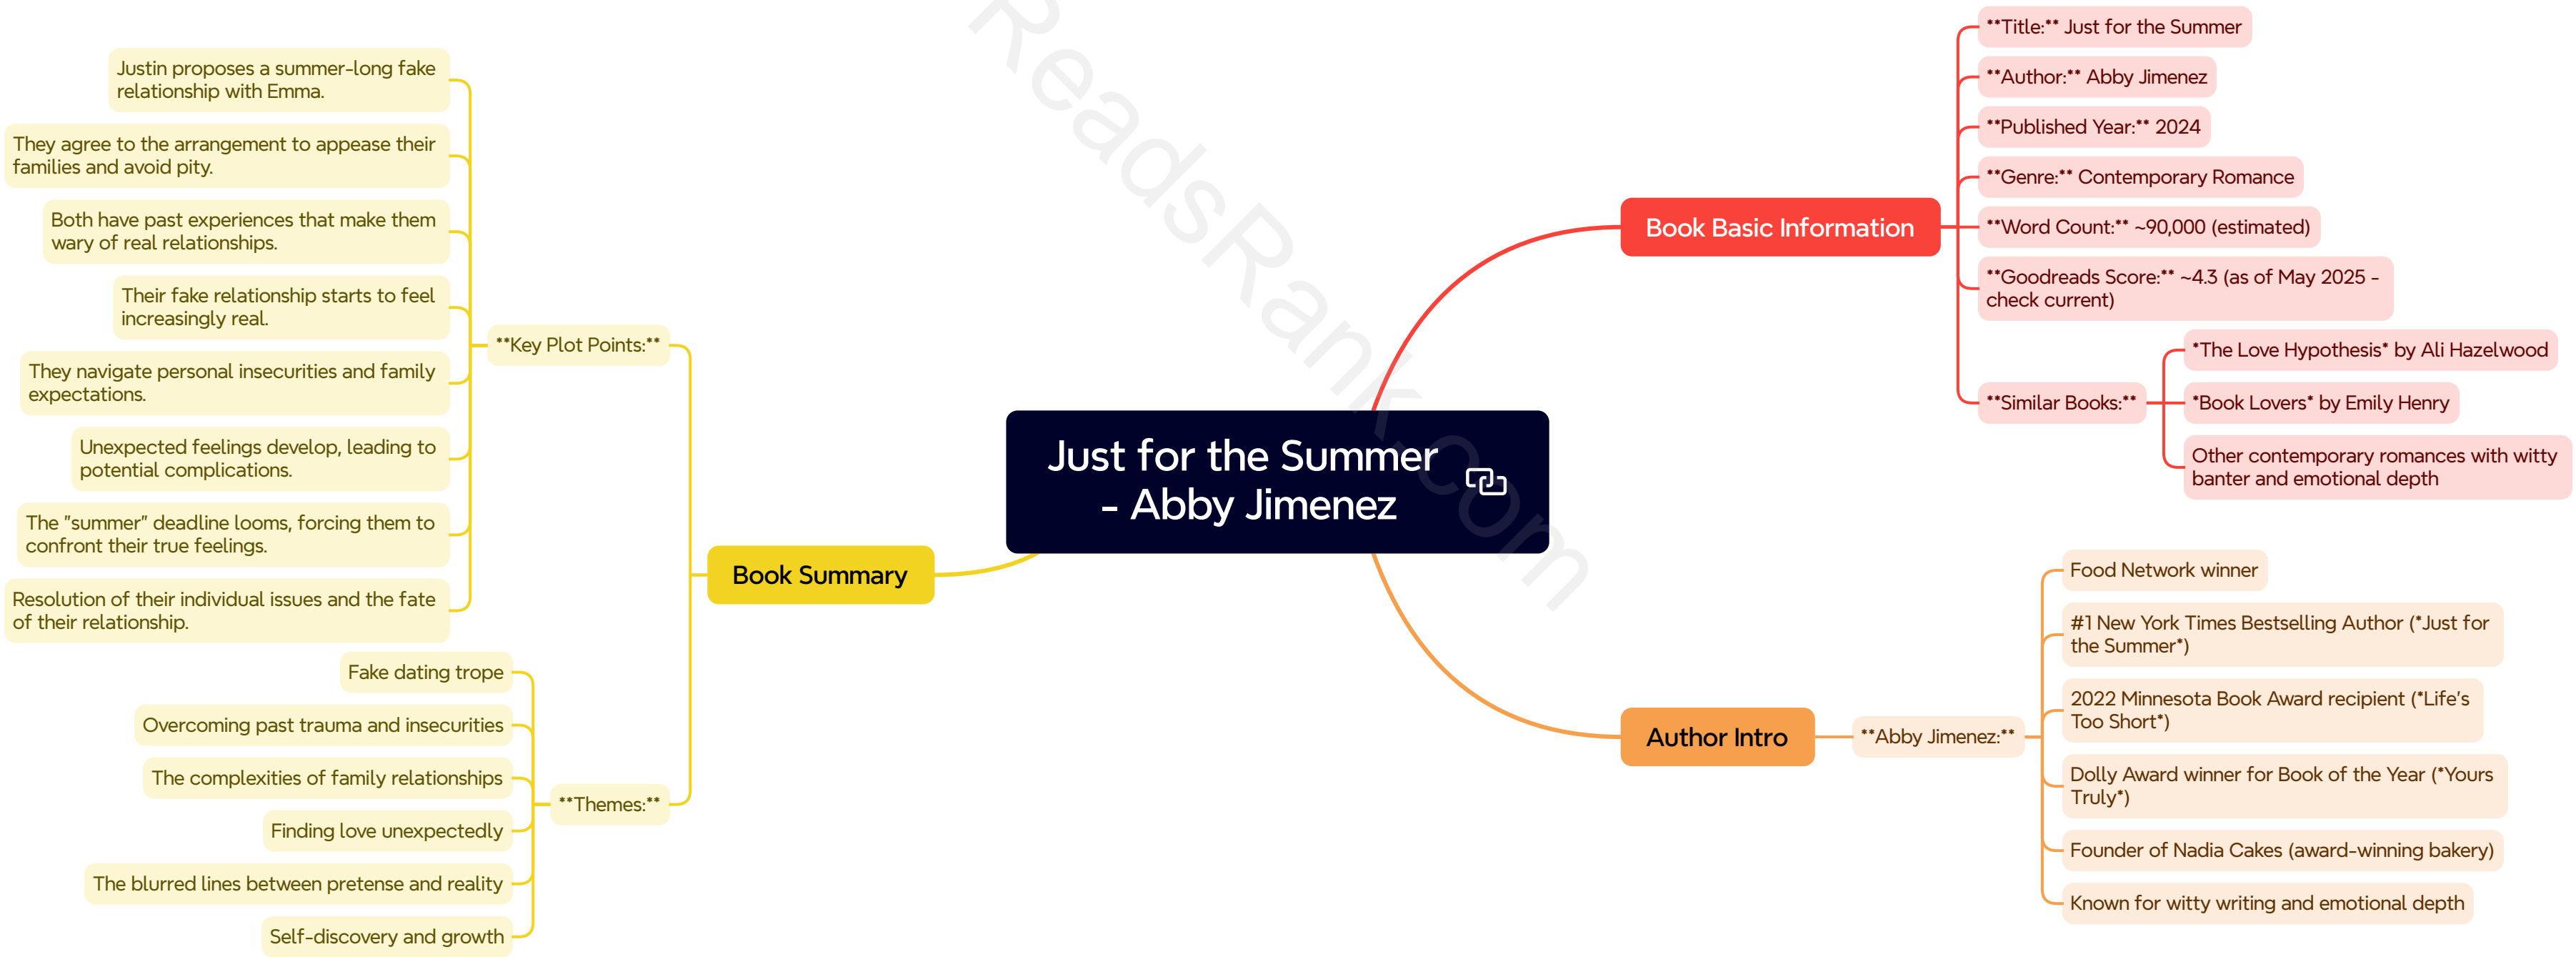 Just for the Summer
- Abby Jimenez
Book Basic Information
**Title:** Just for the Summer
**Author:** Abby Jimenez
**Published Year:** 2024
**Genre:** Contemporary Romance
**Word Count:** ~90,000 (estimated)
**Goodreads Score:** ~4.3 (as of May 2025 -
check current)
**Similar Books:**
*The Love Hypothesis* by Ali Hazelwood
*Book Lovers* by Emily Henry
Other contemporary romances with witty
banter and emotional depth
Author Intro
**Abby Jimenez:**
Food Network winner
#1 New York Times Bestselling Author (*Just for
the Summer*)
2022 Minnesota Book Award recipient (*Life's
Too Short*)
Dolly Award winner for Book of the Year (*Yours
Truly*)
Founder of Nadia Cakes (award-winning bakery)
Known for witty writing and emotional depth
Book Summary
**Key Plot Points:**
Justin proposes a summer-long fake
relationship with Emma.
They agree to the arrangement to appease their
families and avoid pity.
Both have past experiences that make them
wary of real relationships.
Their fake relationship starts to feel
increasingly real.
They navigate personal insecurities and family
expectations.
Unexpected feelings develop, leading to
potential complications.
The "summer" deadline looms, forcing them to
confront their true feelings.
Resolution of their individual issues and the fate
of their relationship.
**Themes:**
Fake dating trope
Overcoming past trauma and insecurities
The complexities of family relationships
Finding love unexpectedly
The blurred lines between pretense and reality
Self-discovery and growth
ReadsRank.com